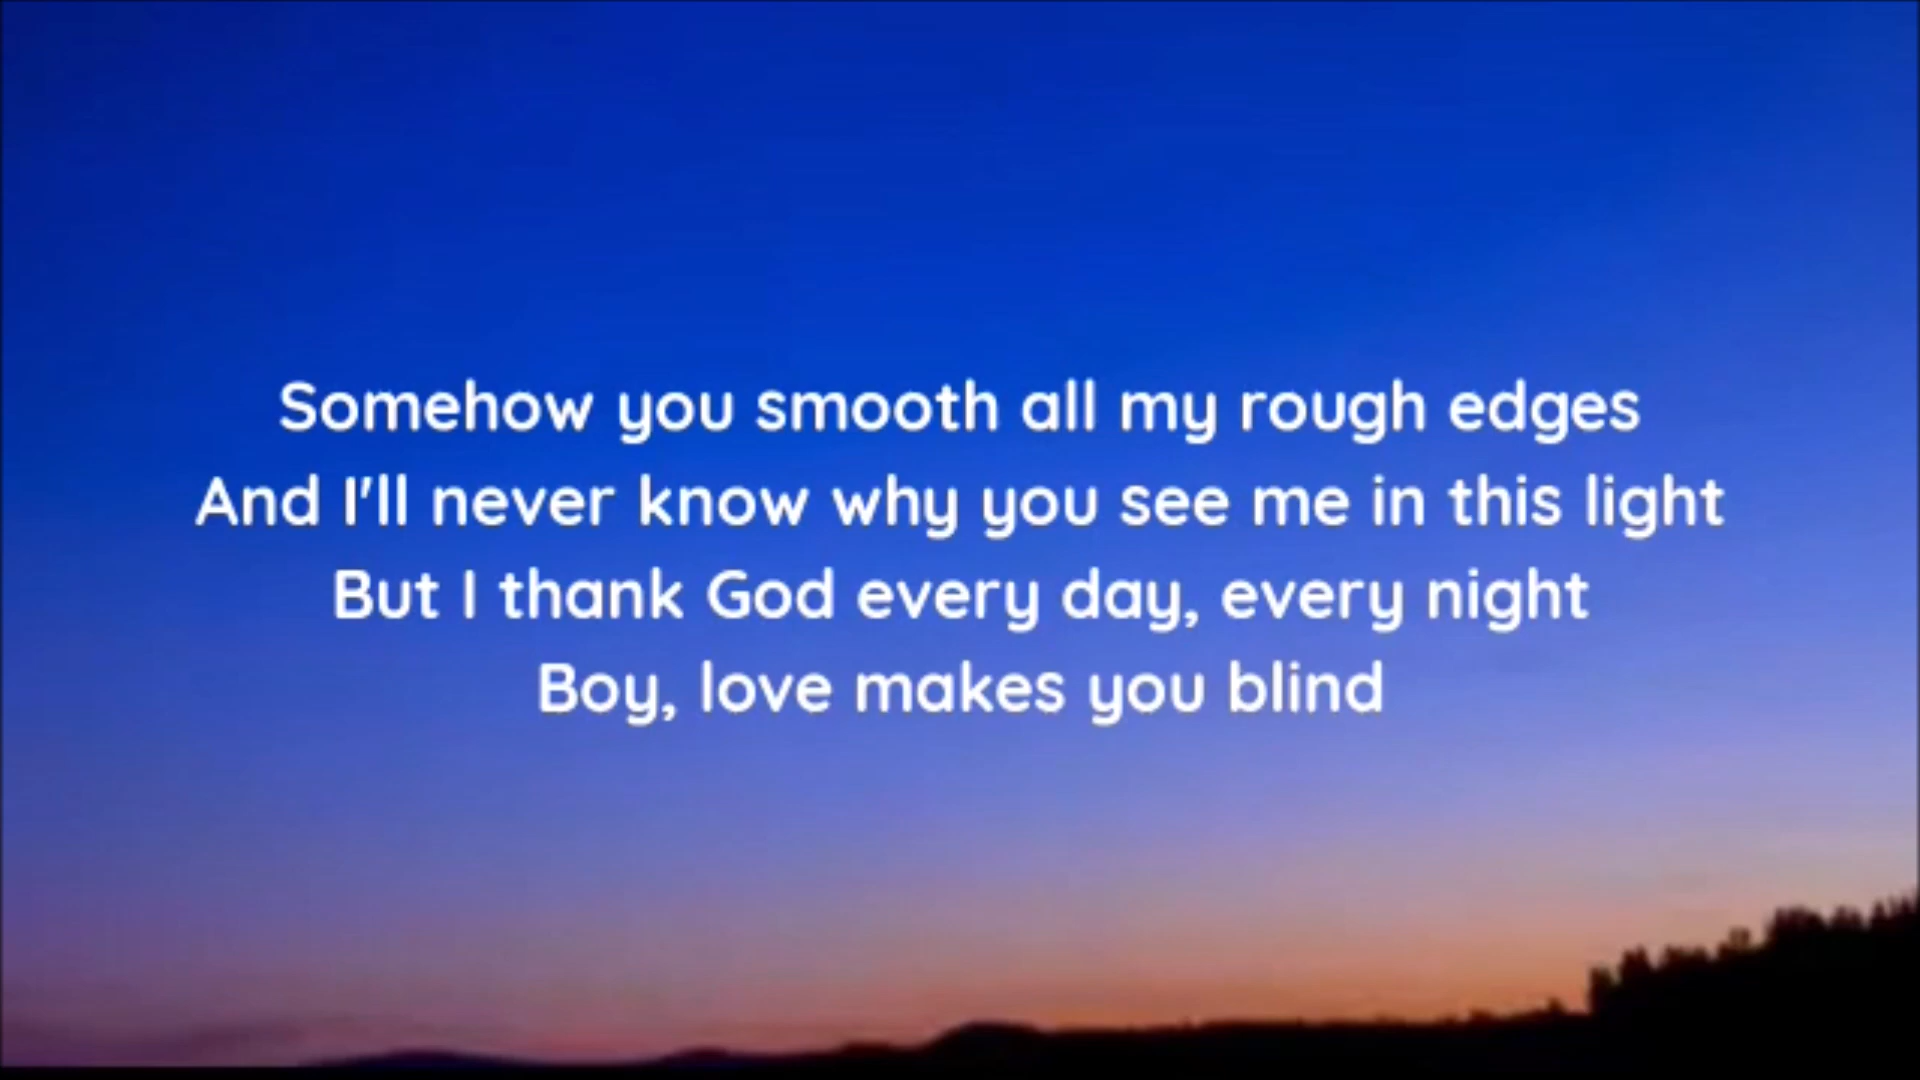 Somehow you smooth all my rough edges
And I'll never know why you see me in this light
But I thank God every day, every night
Boy, love makes you blind